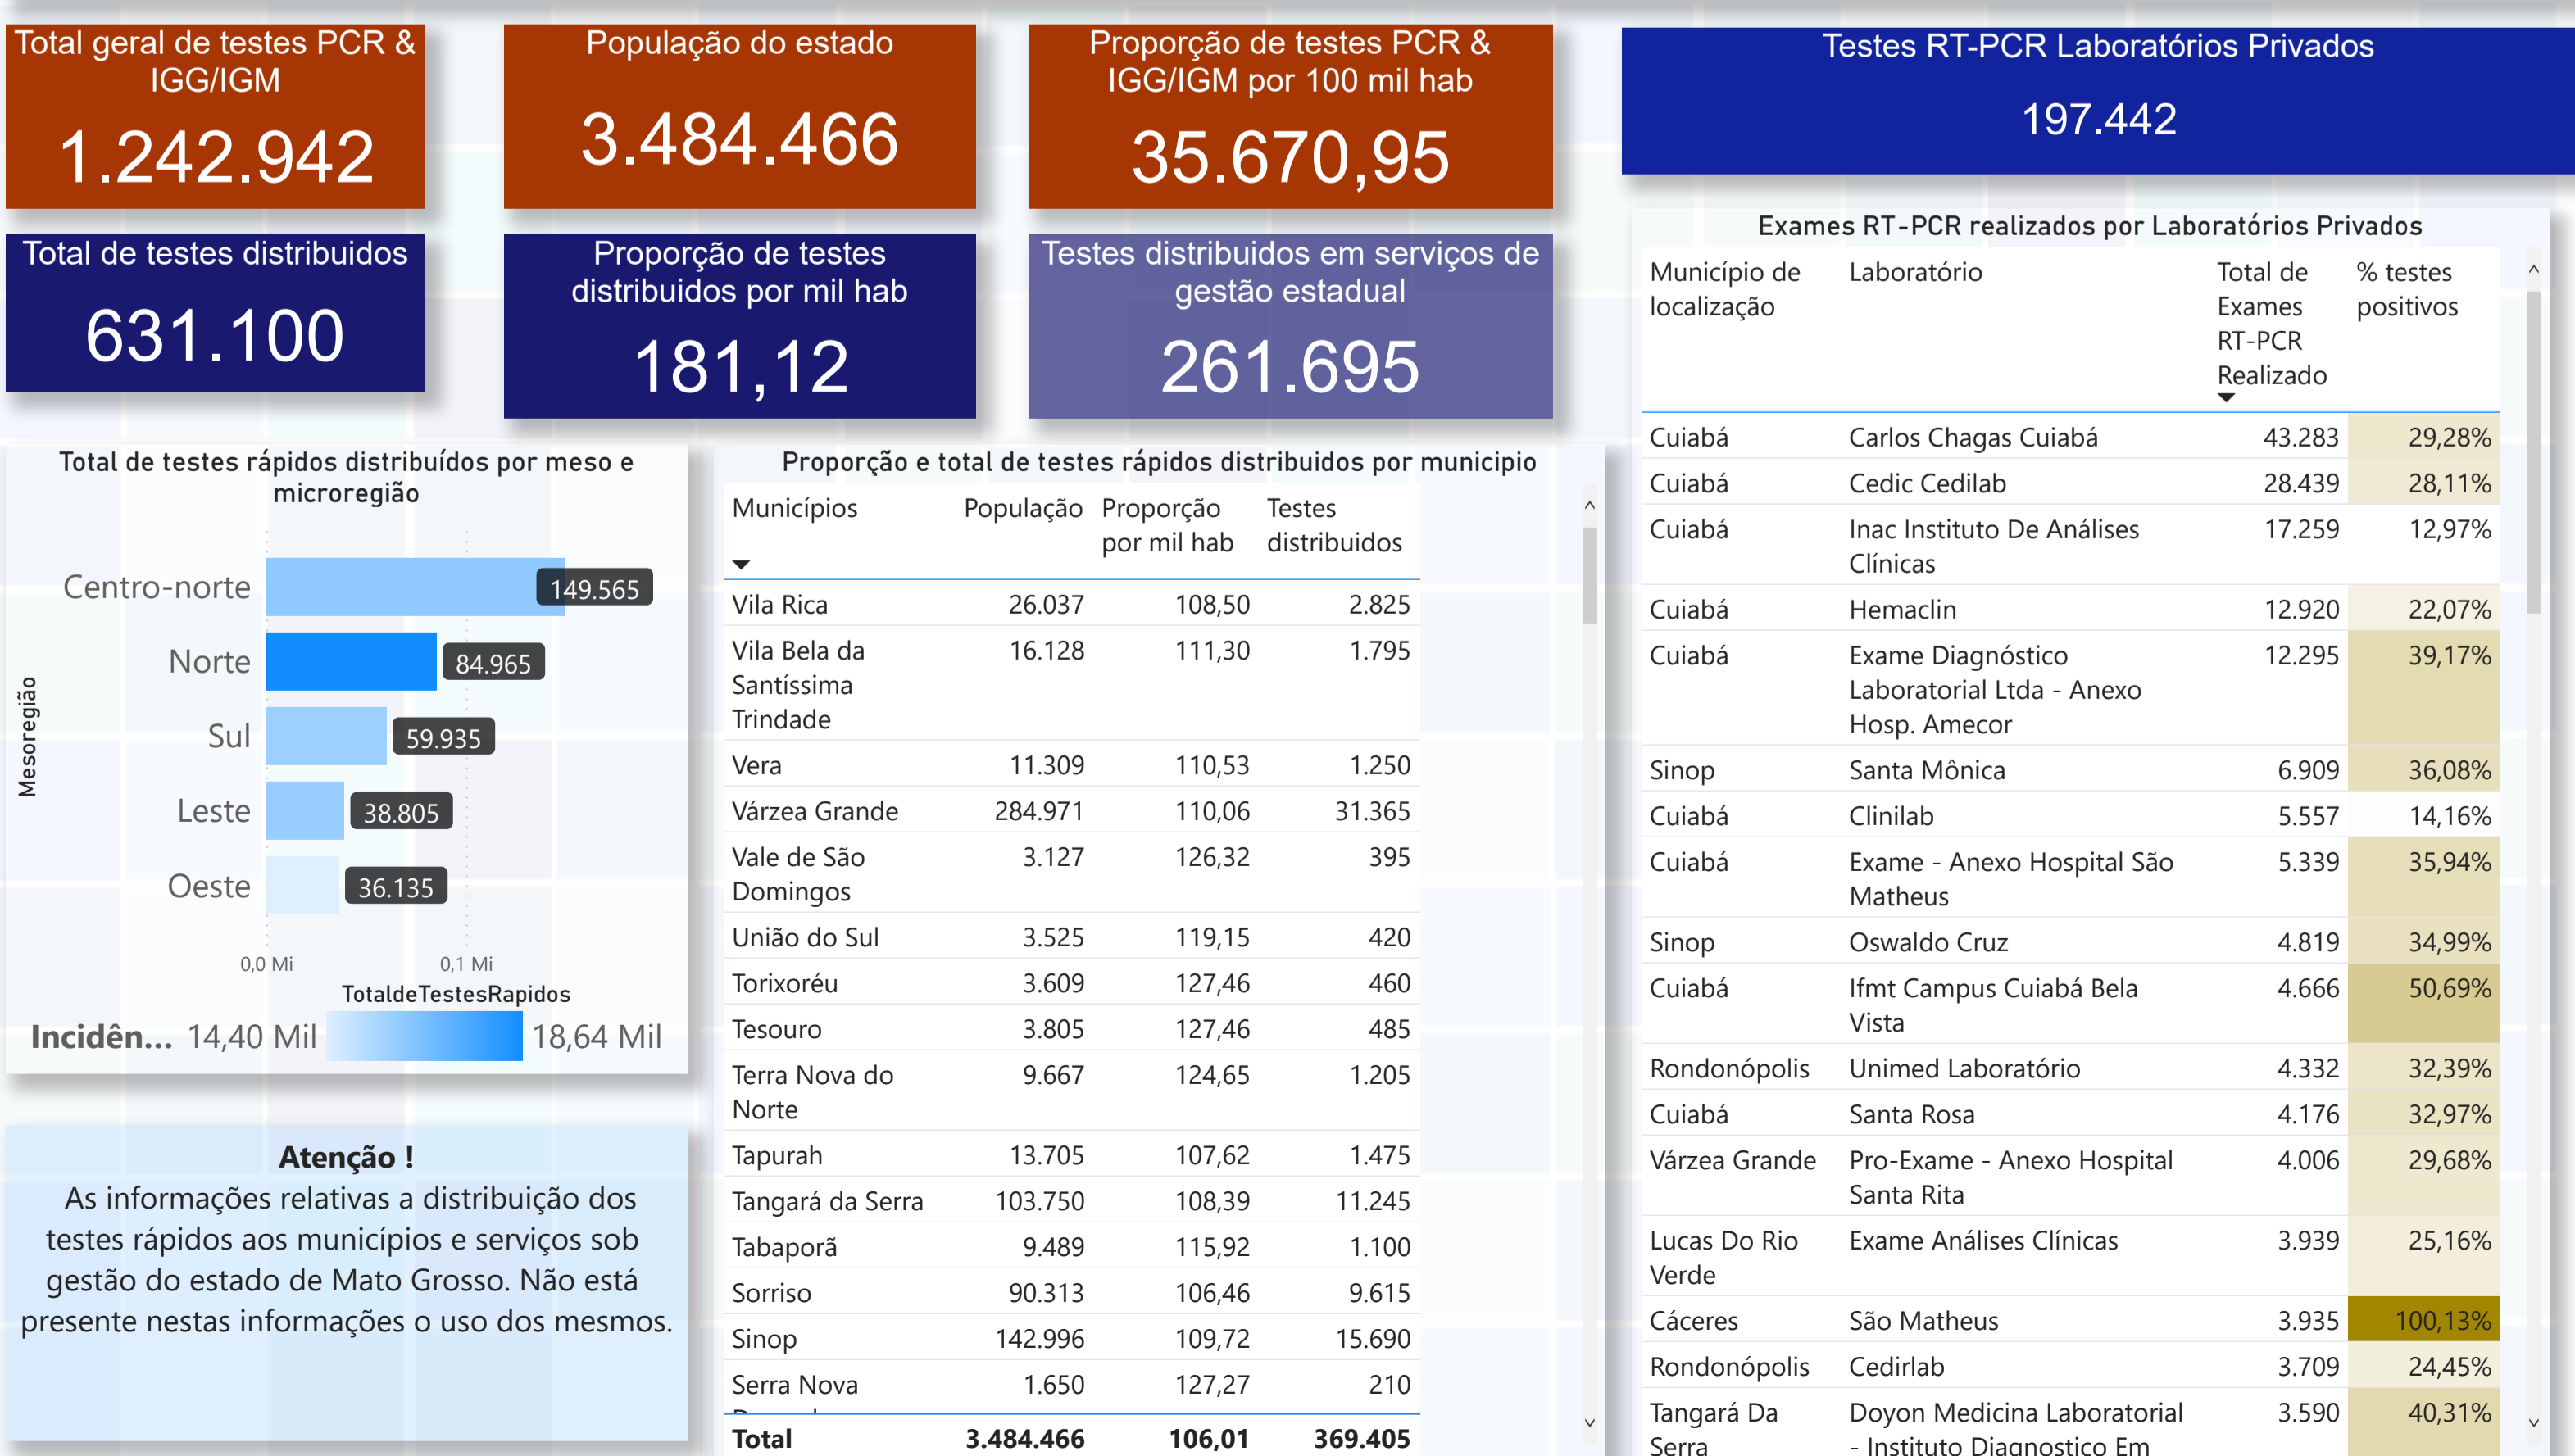 Total geral de testes PCR &
IGG/IGM
1.242.942
População do estado
3.484.466
Proporção de testes PCR &
IGG/IGM por 100 mil hab
35.670,95
Testes RT-PCR Laboratórios Privados
197.442
Total de testes distribuidos
631.100
Proporção de testes
distribuidos por mil hab
181,12
Testes distribuidos em serviços de
gestão estadual
261.695
Total de testes rápidos distribuídos por meso e
microregião
Mesoregião
Centro-norte 149.565
Norte 84.965
Sul 59.935
Leste 38.805
Oeste 36.135
0,0 Mi 0,1 Mi
TotaldeTestesRapidos
Incidên... 14,40 Mil 18,64 Mil
Atenção !
As informações relativas a distribuição dos
testes rápidos aos municípios e serviços sob
gestão do estado de Mato Grosso. Não está
presente nestas informações o uso dos mesmos.
Proporção e total de testes rápidos distribuidos por municipio
Municípios População Proporção Testes
por mil hab distribuidos
Vila Rica 26.037 108,50 2.825
Vila Bela da 16.128 111,30 1.795
Santíssima
Trindade
Vera 11.309 110,53 1.250
Várzea Grande 284.971 110,06 31.365
Vale de São 3.127 126,32 395
Domingos
União do Sul 3.525 119,15 420
Torixoréu 3.609 127,46 460
Tesouro 3.805 127,46 485
Terra Nova do 9.667 124,65 1.205
Norte
Tapurah 13.705 107,62 1.475
Tangará da Serra 103.750 108,39 11.245
Tabaporã 9.489 115,92 1.100
Sorriso 90.313 106,46 9.615
Sinop 142.996 109,72 15.690
Serra Nova 1.650 127,27 210
Total 3.484.466 106,01 369.405
Exames RT-PCR realizados por Laboratórios Privados
Município de Laboratório Total de % testes
localização Exames positivos
RT-PCR
Realizado
Cuiabá Carlos Chagas Cuiabá 43.283 29,28%
Cuiabá Cedic Cedilab 28.439 28,11%
Cuiabá Inac Instituto De Análises 17.259 12,97%
Clínicas
Cuiabá Hemaclin 12.920 22,07%
Cuiabá Exame Diagnóstico 12.295 39,17%
Laboratorial Ltda - Anexo
Hosp. Amecor
Sinop Santa Mônica 6.909 36,08%
Cuiabá Clinilab 5.557 14,16%
Cuiabá Exame - Anexo Hospital São 5.339 35,94%
Matheus
Sinop Oswaldo Cruz 4.819 34,99%
Cuiabá Ifmt Campus Cuiabá Bela 4.666 50,69%
Vista
Rondonópolis Unimed Laboratório 4.332 32,39%
Cuiabá Santa Rosa 4.176 32,97%
Várzea Grande Pro-Exame - Anexo Hospital 4.006 29,68%
Santa Rita
Lucas Do Rio Exame Análises Clínicas 3.939 25,16%
Verde
Cáceres São Matheus 3.935 100,13%
Rondonópolis Cedirlab 3.709 24,45%
Tangará Da Doyon Medicina Laboratorial 3.590 40,31%
Serra - Instituto Diagnostico Em